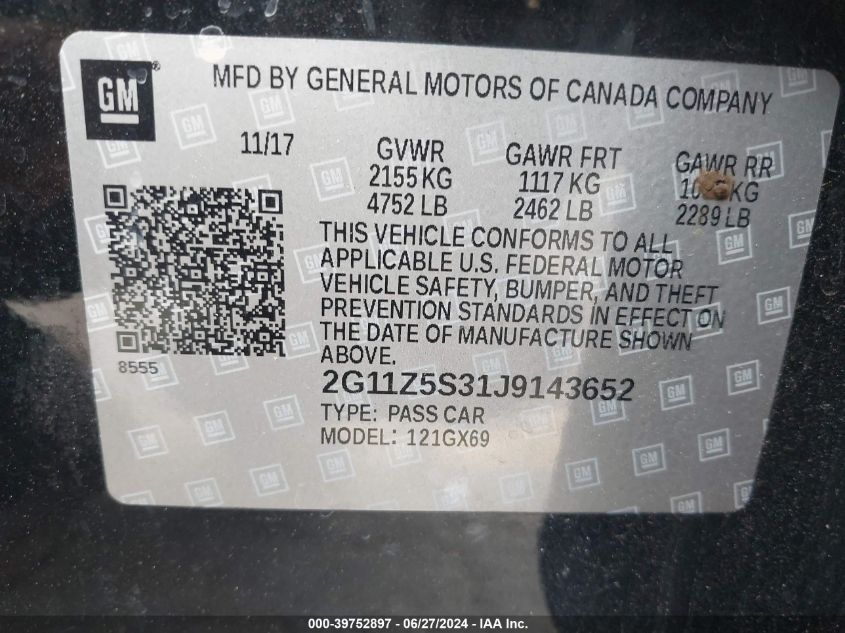 GM
MFD BY GENERAL MOTORS OF CANADA COMPANY
11/17 GVWR GAWR FRT GAWR RR
2155 KG 1117 KG KG
4752 LB 2462 LB 2289 LB
THIS VEHICLE CONFORMS TO ALL
APPLICABLE U.S. FEDERAL MOTOR
VEHICLE SAFETY, BUMPER, AND THEFT
PREVENTION STANDARDS IN EFFECT ON
THE DATE OF MANUFACTURE SHOWN
ABOVE.
8555
2G11Z5S31J9143652
TYPE: PASS CAR
MODEL: 121GX69
000-39752897 - 06/27/2024 - IAA Inc.